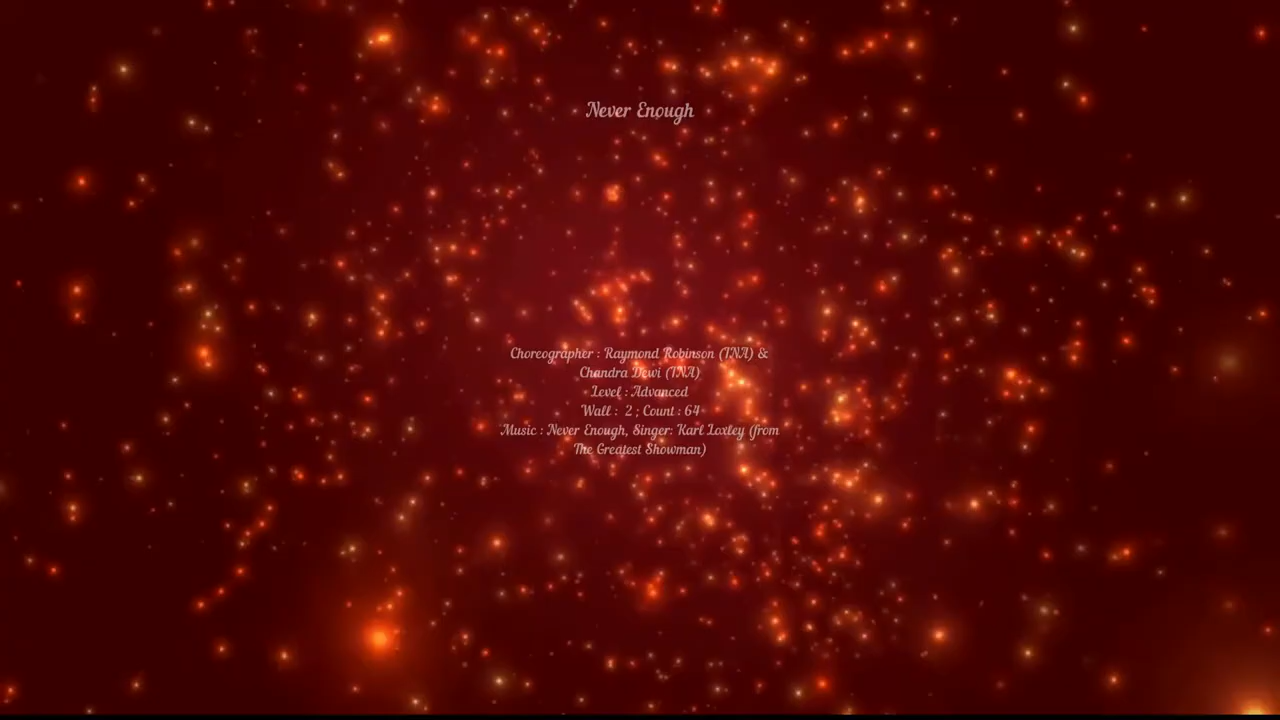 Never Enough
Choreographer : Raymond Robinson (INA) &
Chandra Dewi (INA)
Level : Advanced
Wall : 2 ; Count : 64
Music : Never Enough, Singer: Karl Loxley (from
The Greatest Showman)